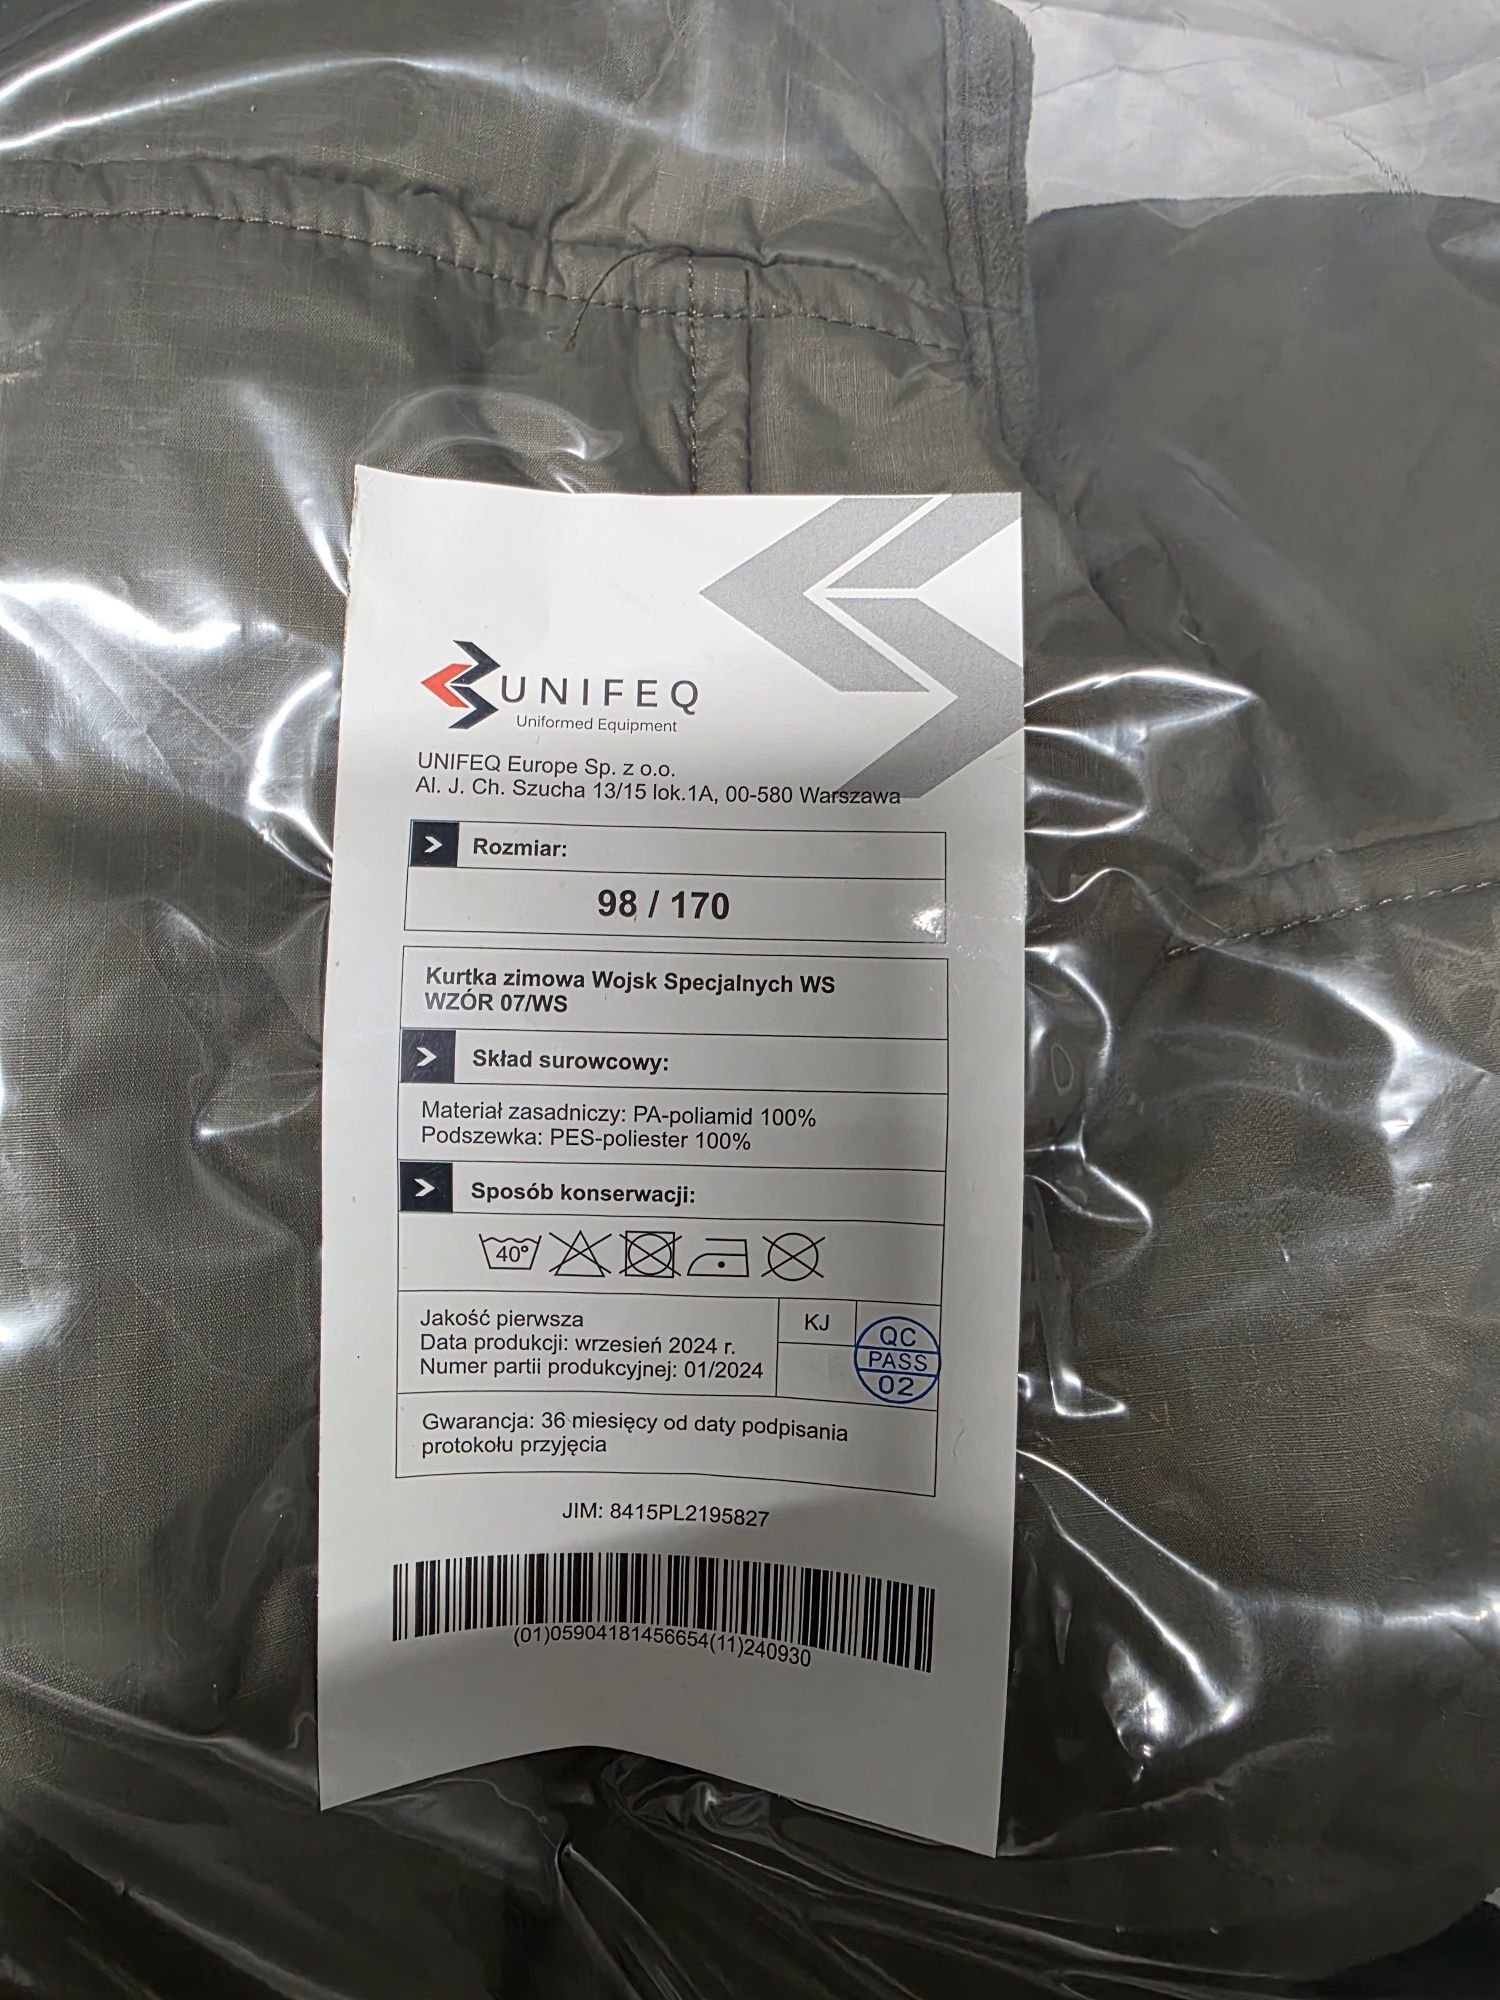 UNIFEQ
Uniformed Equipment
UNIFEQ Europe Sp. z o.o.
Al. J. Ch. Szucha 13/15 lok.1A, 00-580 Warszawa
Rozmiar:
98 / 170
Kurtka zimowa Wojsk Specjalnych WS
WZÓR 07/WS
Skład surowcowy:
Materiał zasadniczy: PA-poliamid 100%
Podszewka: PES-poliester 100%
Sposób konserwacji:
40°
Jakość pierwsza
Data produkcji: wrzesień 2024 r.
Numer partii produkcyjnej: 01/2024
KJ
QC
PASS
02
Gwarancja: 36 miesięcy od daty podpisania
protokołu przyjęcia
JIM: 8415PL2195827
(01)05904181456654(11)240930